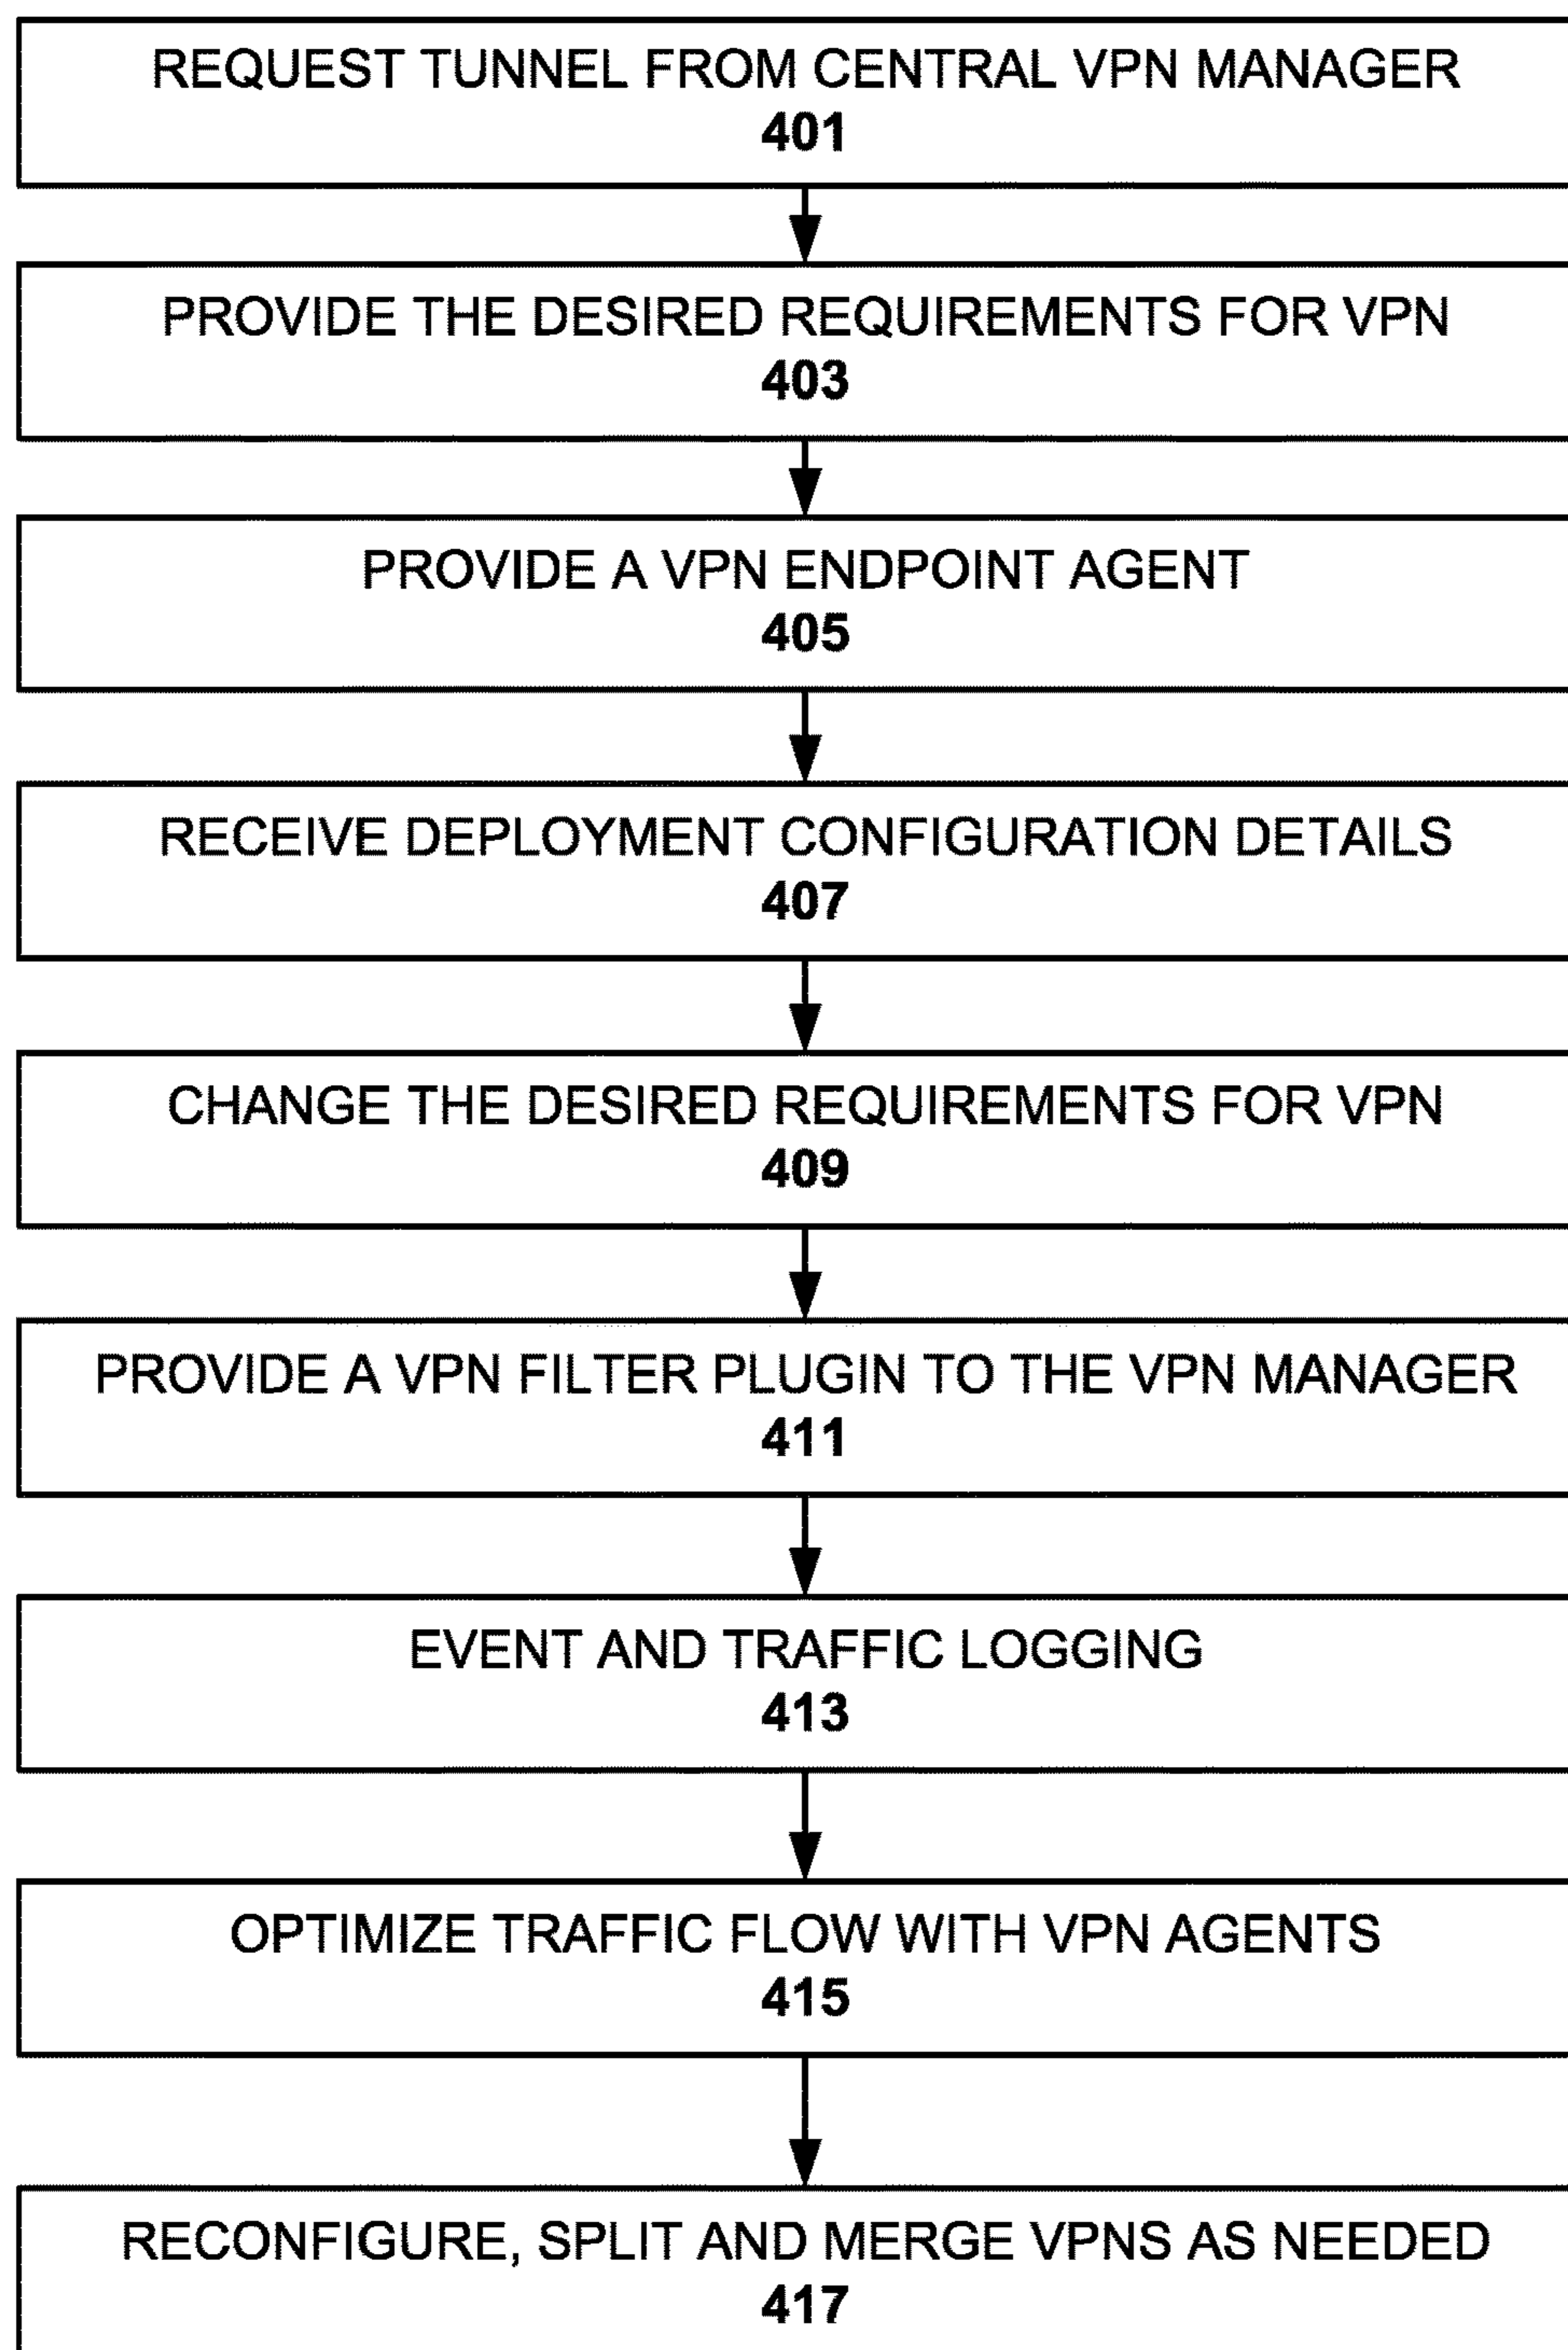 REQUEST TUNNEL FROM CENTRAL VPN MANAGER
401
PROVIDE THE DESIRED REQUIREMENTS FOR VPN
403
PROVIDE A VPN ENDPOINT AGENT
405
RECEIVE DEPLOYMENT CONFIGURATION DETAILS
407
CHANGE THE DESIRED REQUIREMENTS FOR VPN
409
PROVIDE A VPN FILTER PLUGIN TO THE VPN MANAGER
411
EVENT AND TRAFFIC LOGGING
413
OPTIMIZE TRAFFIC FLOW WITH VPN AGENTS
415
RECONFIGURE, SPLIT AND MERGE VPNS AS NEEDED
417